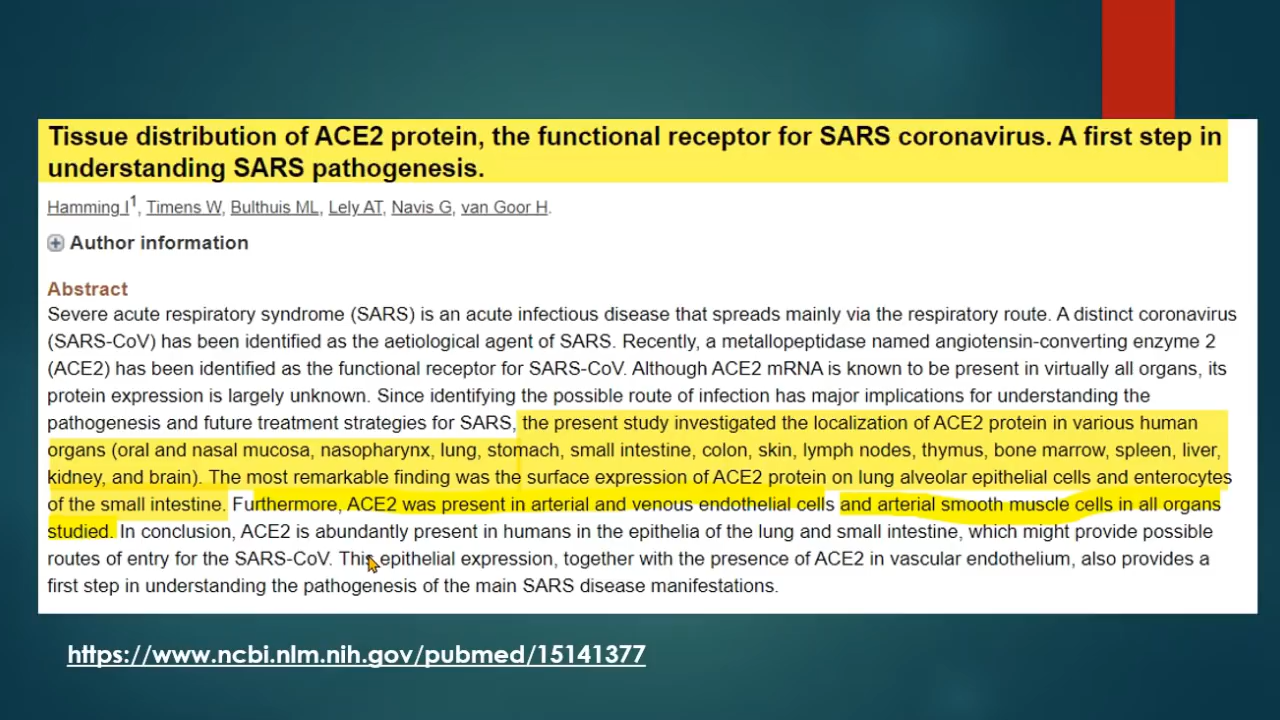 Tissue distribution of ACE2 protein, the functional receptor for SARS coronavirus. A first step in
understanding SARS pathogenesis.
Hamming I1, Timens W, Bulthuis ML, Lely AT, Navis G, van Goor H.
Author information
Abstract
Severe acute respiratory syndrome (SARS) is an acute infectious disease that spreads mainly via the respiratory route. A distinct coronavirus
(SARS-CoV) has been identified as the aetiological agent of SARS. Recently, a metallopeptidase named angiotensin-converting enzyme 2
(ACE2) has been identified as the functional receptor for SARS-CoV. Although ACE2 mRNA is known to be present in virtually all organs, its
protein expression is largely unknown. Since identifying the possible route of infection has major implications for understanding the
pathogenesis and future treatment strategies for SARS, the present study investigated the localization of ACE2 protein in various human
organs (oral and nasal mucosa, nasopharynx, lung, stomach, small intestine, colon, skin, lymph nodes, thymus, bone marrow, spleen, liver,
kidney, and brain). The most remarkable finding was the surface expression of ACE2 protein on lung alveolar epithelial cells and enterocytes
of the small intestine. Furthermore, ACE2 was present in arterial and venous endothelial cells and arterial smooth muscle cells in all organs
studied. In conclusion, ACE2 is abundantly present in humans in the epithelia of the lung and small intestine, which might provide possible
routes of entry for the SARS-CoV. This epithelial expression, together with the presence of ACE2 in vascular endothelium, also provides a
first step in understanding the pathogenesis of the main SARS disease manifestations.
https://www.ncbi.nlm.nih.gov/pubmed/15141377